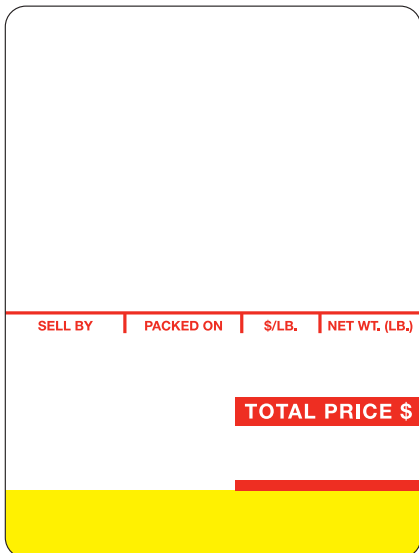 SELL BY PACKED ON $/LB. NET WT. (LB.)
TOTAL PRICE $